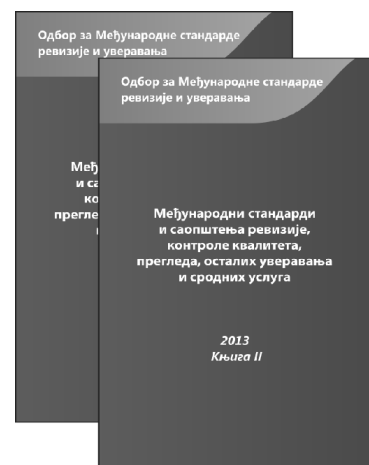 Одбор за Међународне стандарде
ревизије и уверавања
Одбор за Међународне стандарде
ревизије и уверавања
Међународни стандарди
и саопштења ревизије,
контроле квалитета,
прегледа, осталих уверавања
и сродних услуга
2013
Књига II